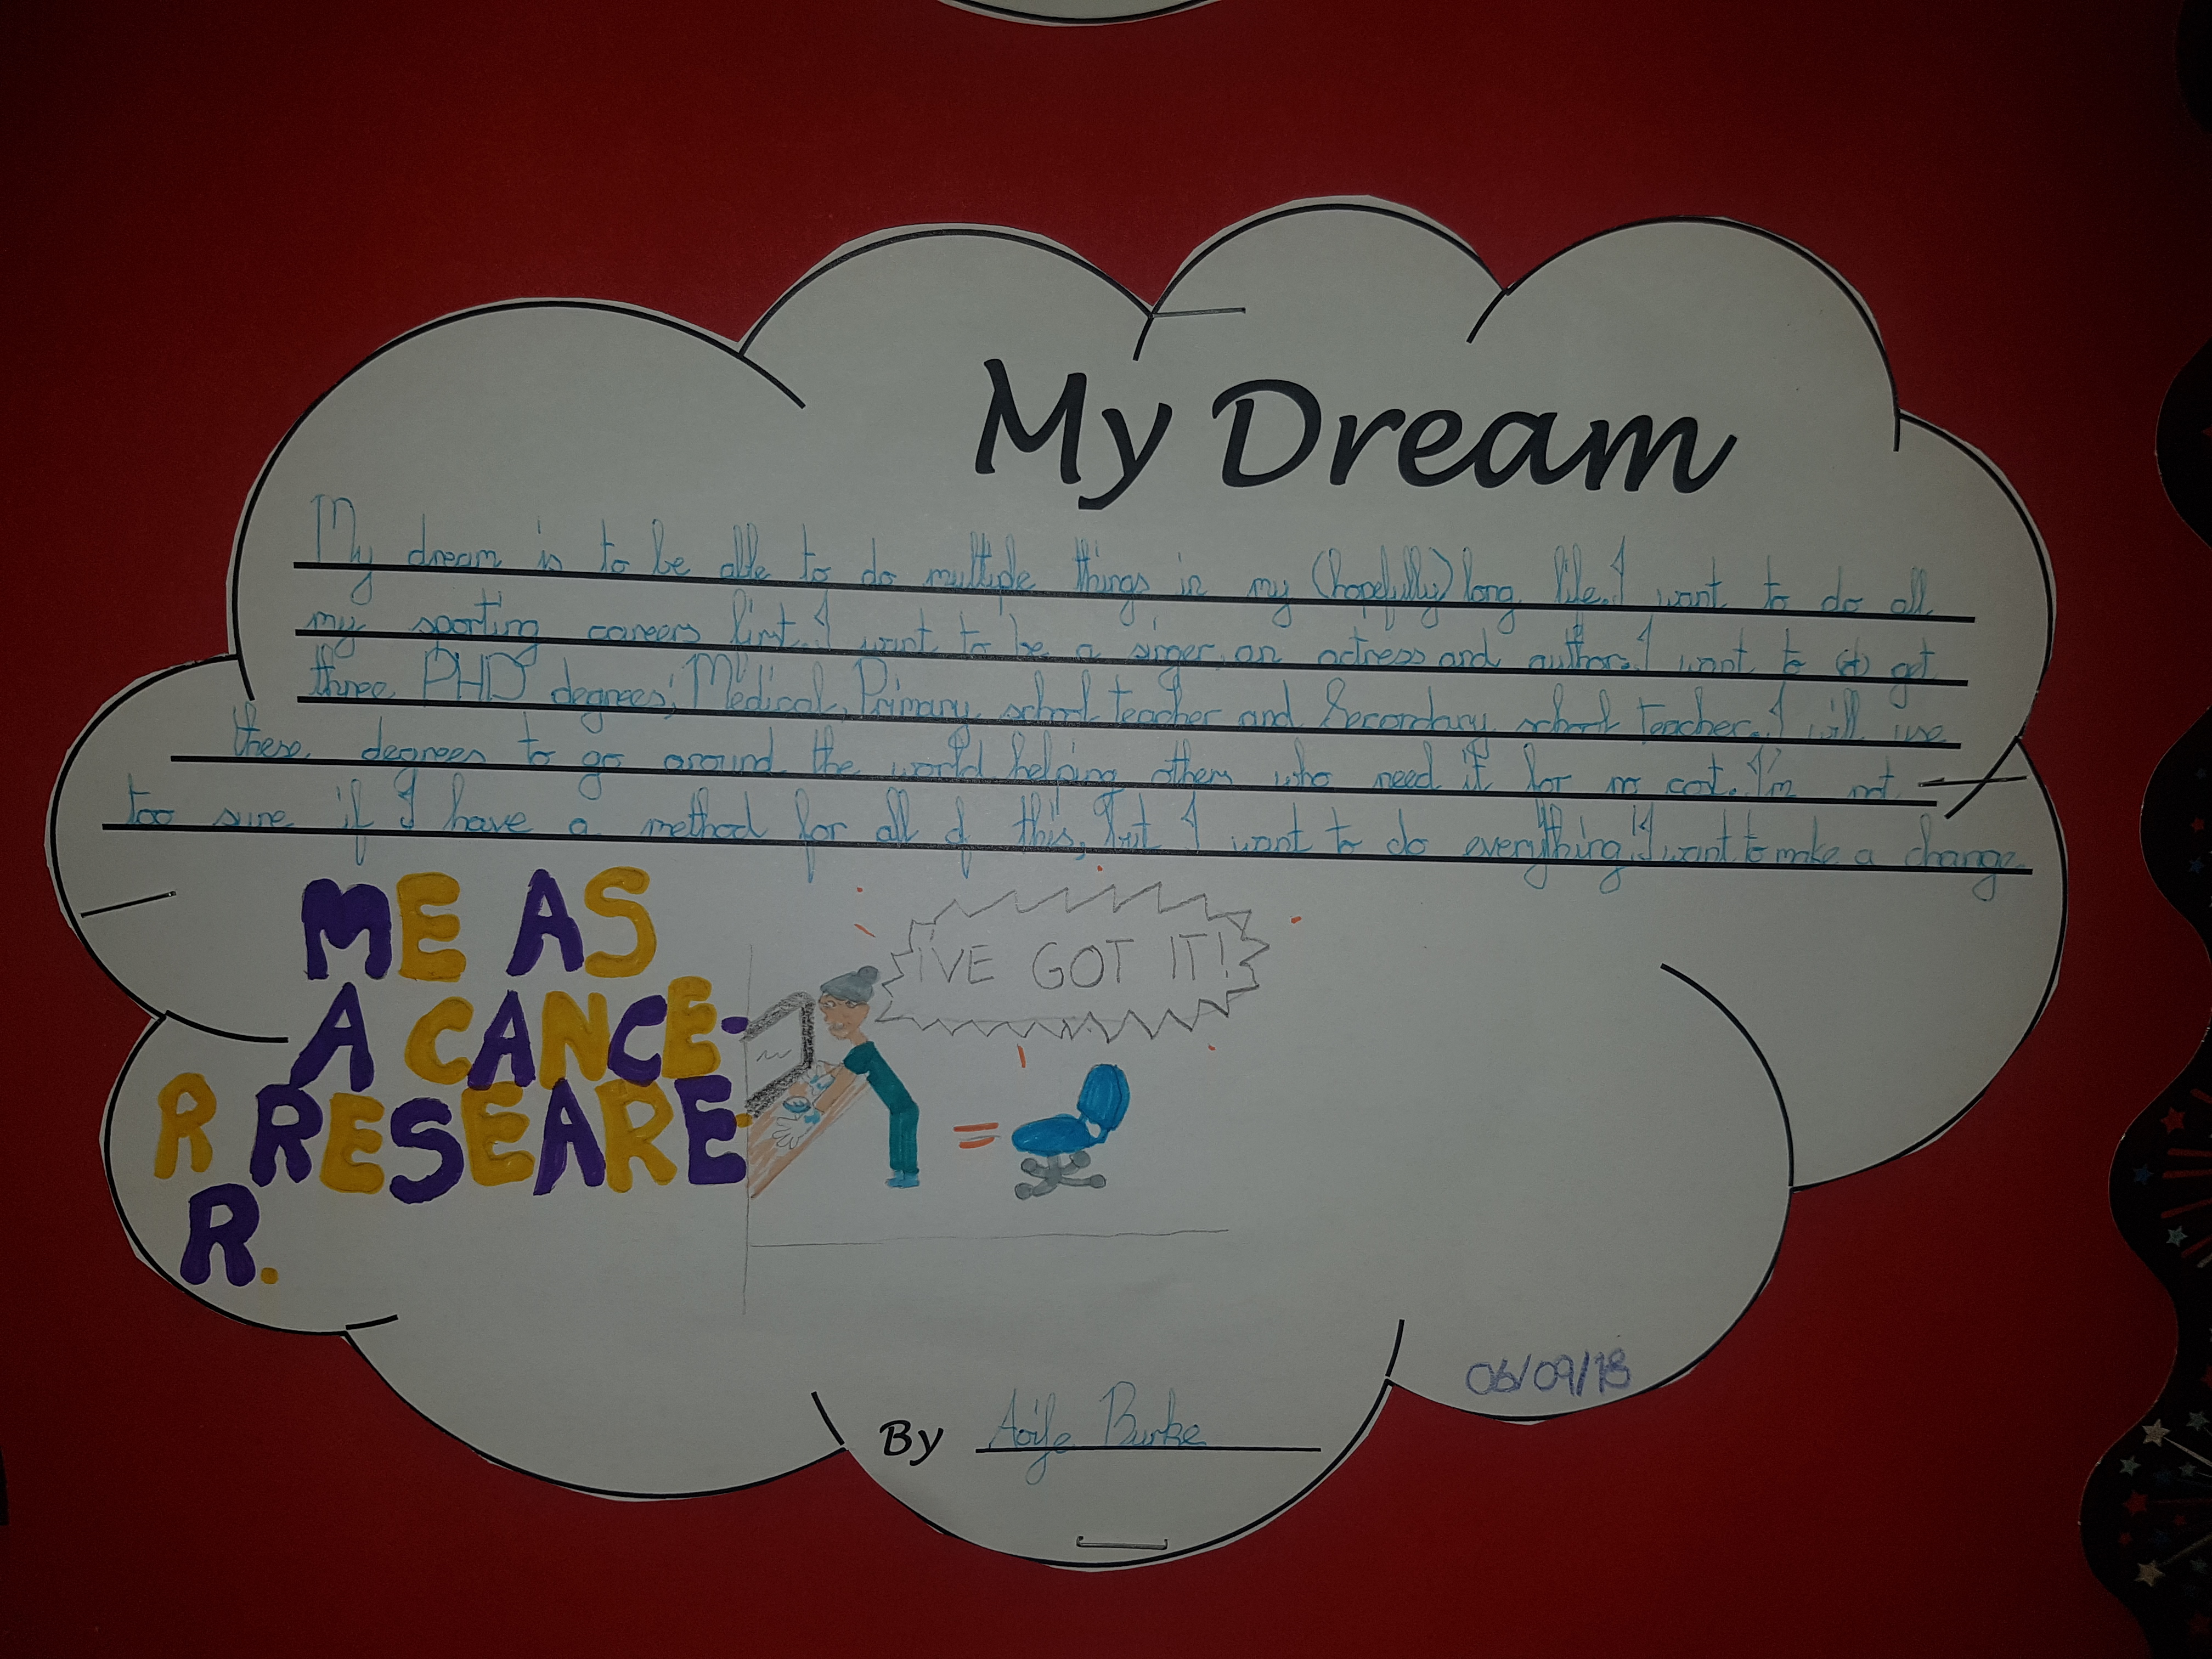 My Dream
My dream is to be able to do multiple things in my (hopefully) long life. I want to do all
my sporting careers first. I want to be a singer, an actress and author. I want to get
three PHD degrees; Medical, Primary school teacher and Secondary school teacher. I will use
these degrees to go around the world helping others who need it for no cost. I'm not
too sure if I have a method for all of this, but I want to do everything! I want to make a change.
ME AS
A CANCE-
R RESEARE-
R.
I'VE GOT IT!
06/09/18
By Aoife Burke